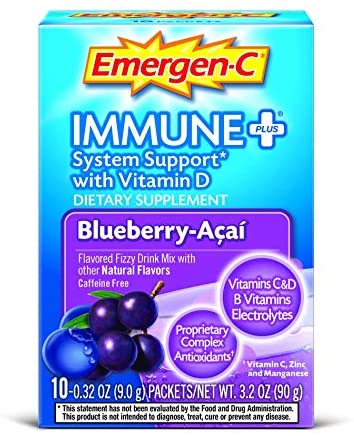 10 PACKETS
Emergen-C®
IMMUNE+®
PLUS
System Support*
with Vitamin D
DIETARY SUPPLEMENT
Blueberry-Açaí
Flavored Fizzy Drink Mix with
other Natural Flavors
Caffeine Free
Vitamins C&D
B Vitamins
Electrolytes
Proprietary
Complex
Antioxidants†
† Vitamin C, Zinc
and Manganese
10-0.32 OZ (9.0 g) PACKETS/NET WT. 3.2 OZ (90 g)
* This statement has not been evaluated by the Food and Drug Administration.
This product is not intended to diagnose, treat, cure or prevent any disease.